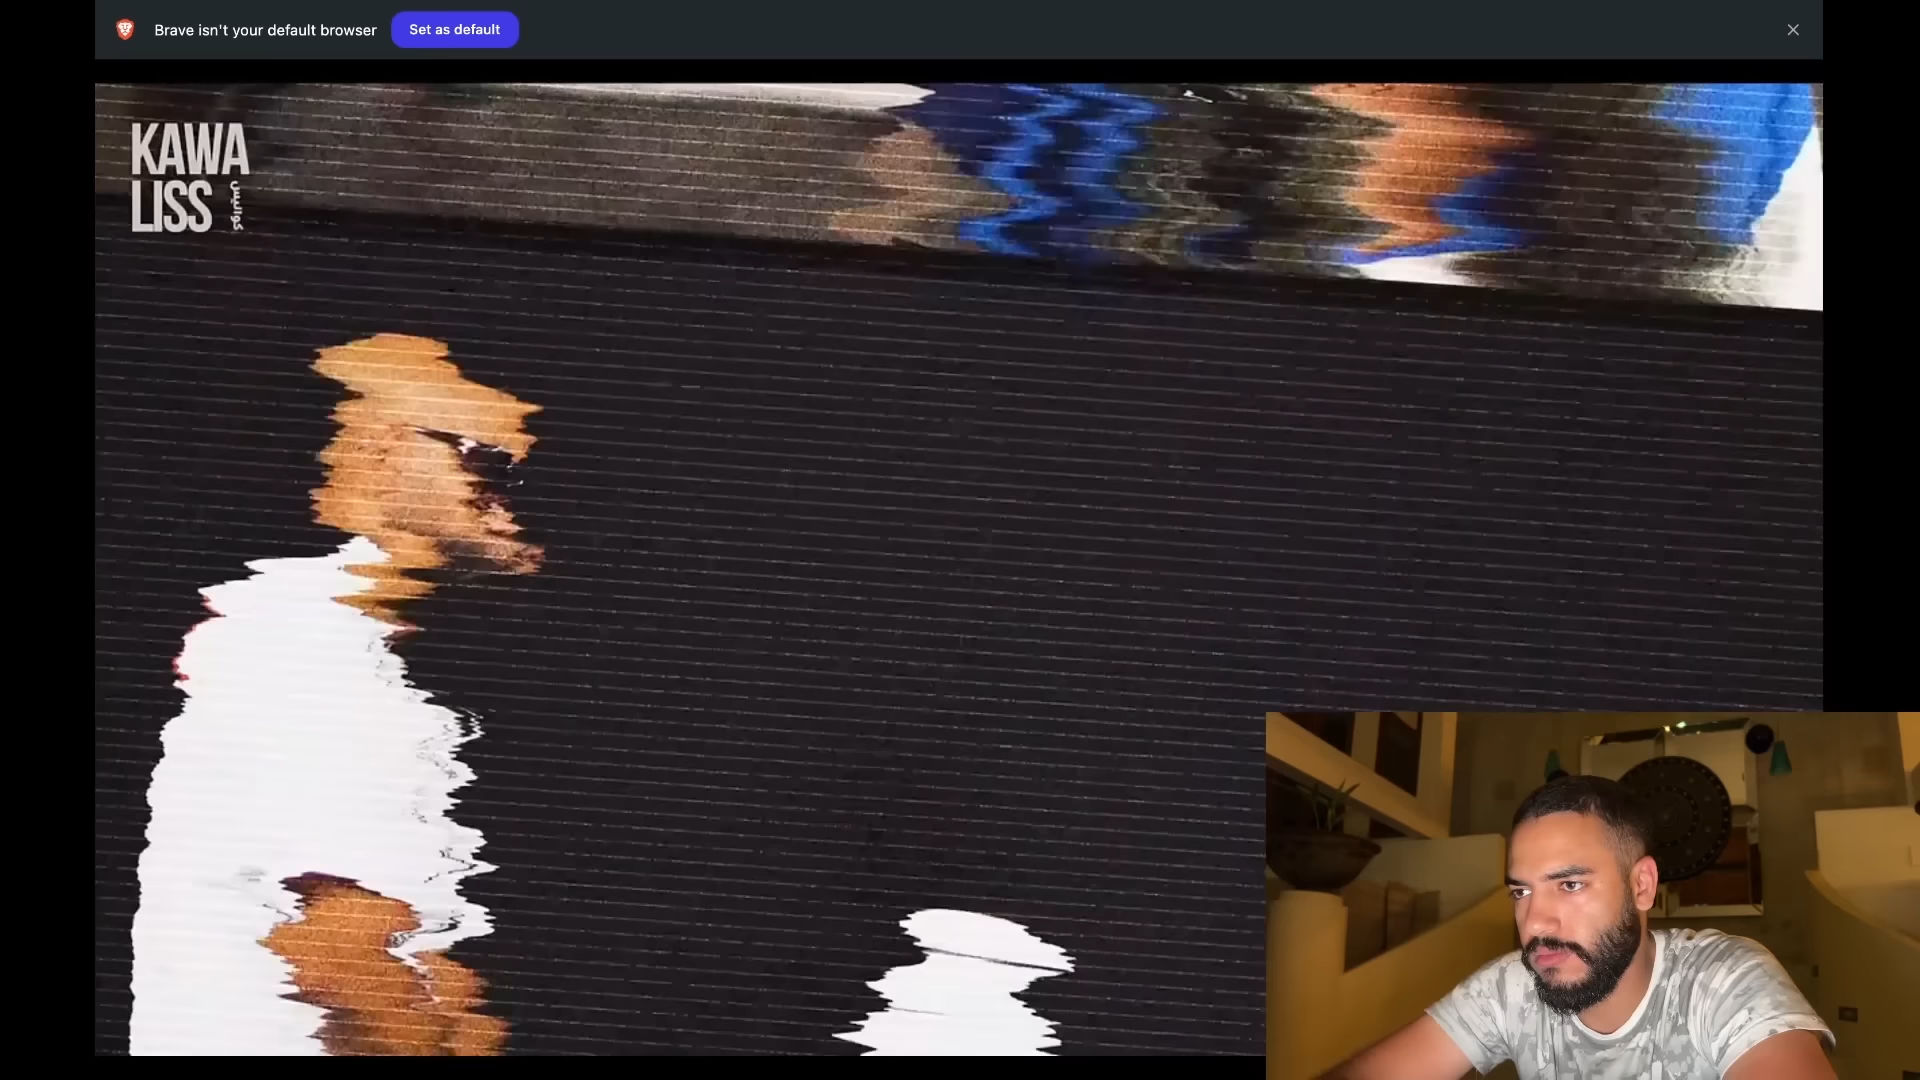 Brave isn't your default browser
Set as default
KAWA
LISS
كواليس